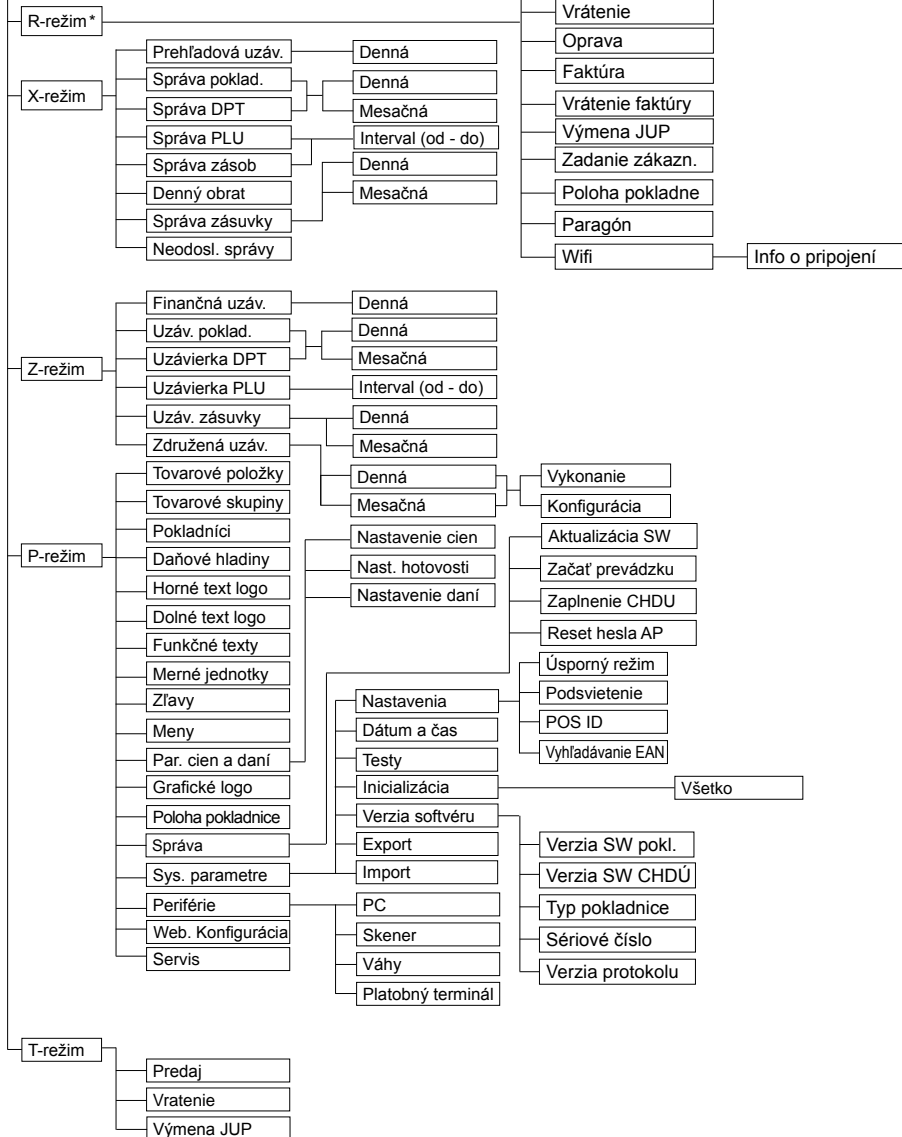 R-režim *
Vrátenie
Oprava
Faktúra
Vrátenie faktúry
Výmena JUP
Zadanie zákazn.
Poloha pokladne
Paragón
Wifi
Info o pripojení
X-režim
Prehľadová uzáv.
Denná
Správa poklad.
Správa DPT
Denná
Mesačná
Správa PLU
Správa zásob
Interval (od - do)
Denný obrat
Správa zásuvky
Denná
Mesačná
Neodosl. správy
Z-režim
Finančná uzáv.
Denná
Uzáv. poklad.
Uzávierka DPT
Denná
Mesačná
Uzávierka PLU
Interval (od - do)
Uzáv. zásuvky
Denná
Mesačná
Združená uzáv.
Denná
Mesačná
Vykonanie
Konfigurácia
P-režim
Tovarové položky
Tovarové skupiny
Pokladníci
Daňové hladiny
Horné text logo
Dolné text logo
Funkčné texty
Merné jednotky
Zľavy
Meny
Par. cien a daní
Nastavenie cien
Nast. hotovosti
Nastavenie daní
Grafické logo
Poloha pokladnice
Správa
Aktualizácia SW
Začať prevádzku
Zaplnenie CHDU
Reset hesla AP
Sys. parametre
Nastavenia
Úsporný režim
Podsvietenie
POS ID
Vyhľadávanie EAN
Dátum a čas
Testy
Inicializácia
Všetko
Verzia softvéru
Verzia SW pokl.
Verzia SW CHDÚ
Typ pokladnice
Sériové číslo
Verzia protokolu
Export
Import
Periférie
PC
Skener
Váhy
Platobný terminál
Web. Konfigurácia
Servis
T-režim
Predaj
Vratenie
Výmena JUP